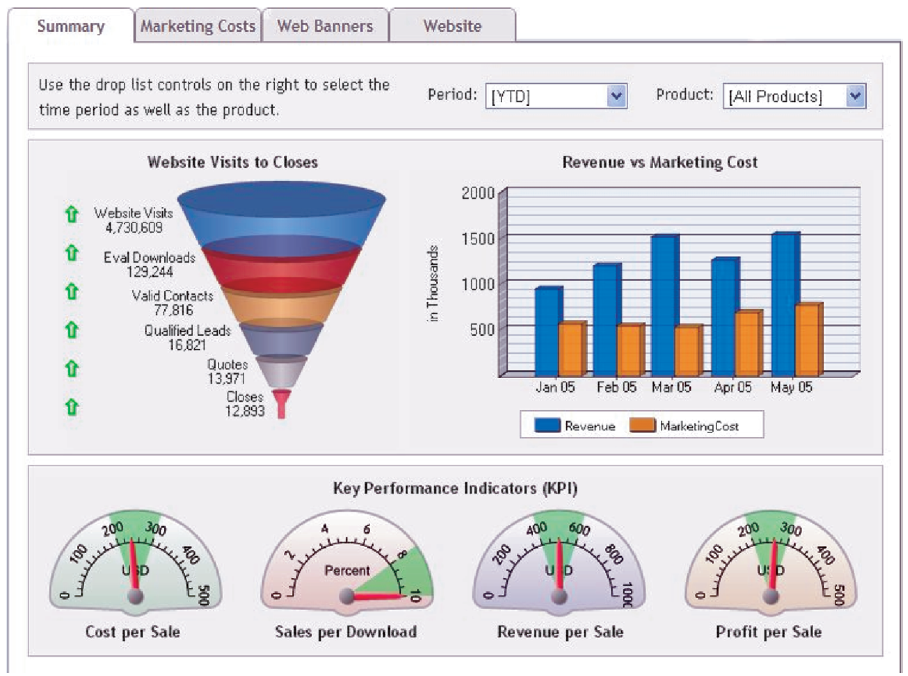 Summary
Marketing Costs
Web Banners
Website
Use the drop list controls on the right to select the
time period as well as the product.
Period: [YTD]
Product: [All Products]
Website Visits to Closes
Website Visits
4,730,609
Eval Downloads
129,244
Valid Contacts
77,816
Qualified Leads
16,821
Quotes
13,971
Closes
12,893
Revenue vs Marketing Cost
in Thousands
2000
1500
1000
500
Jan 05
Feb 05
Mar 05
Apr 05
May 05
Revenue
MarketingCost
Key Performance Indicators (KPI)
0 100 200 300 400 500
USD
Cost per Sale
0 2 4 6 8 10
Percent
Sales per Download
0 200 400 600 800 1000
USD
Revenue per Sale
0 100 200 300 400 500
USD
Profit per Sale